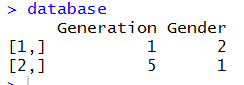 > database
Generation Gender
[1,] 1 2
[2,] 5 1
>